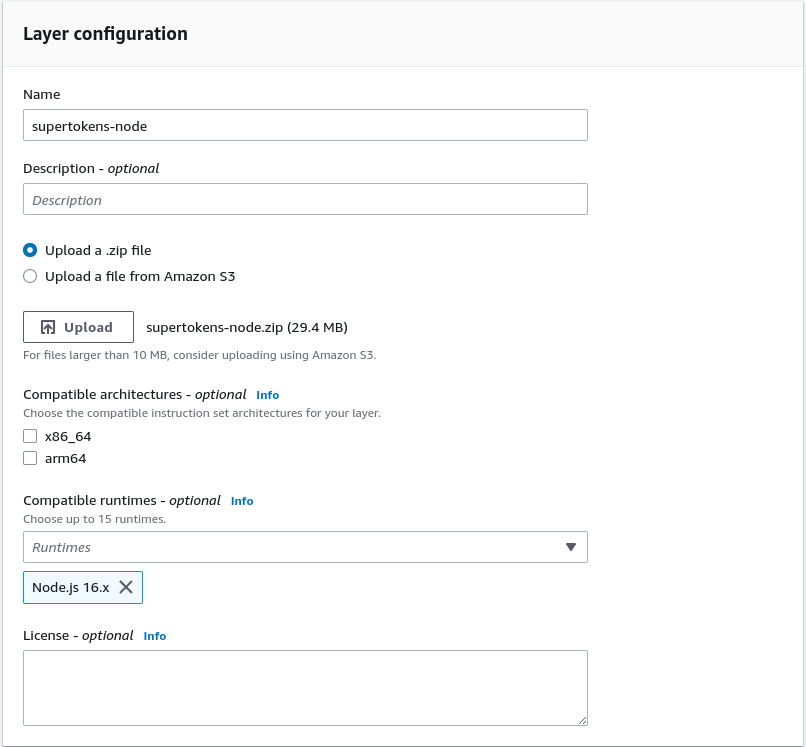 Layer configuration
Name
supertokens-node
Description - optional
Description
Upload a .zip file
Upload a file from Amazon S3
Upload supertokens-node.zip (29.4 MB)
For files larger than 10 MB, consider uploading using Amazon S3.
Compatible architectures - optional Info
Choose the compatible instruction set architectures for your layer.
x86_64
arm64
Compatible runtimes - optional Info
Choose up to 15 runtimes.
Runtimes
Node.js 16.x
License - optional Info